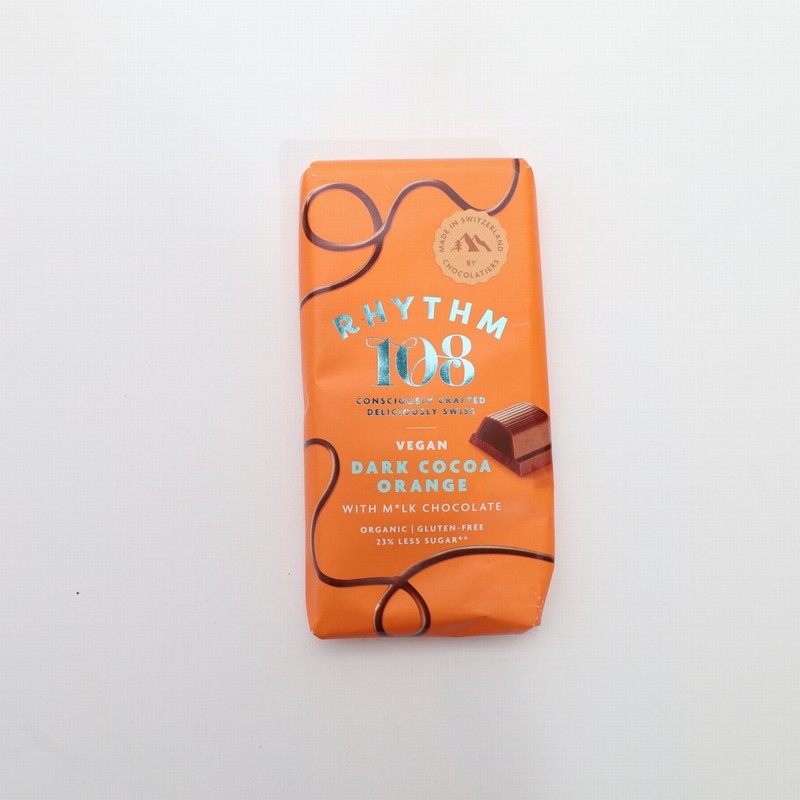 MADE IN SWITZERLAND
BY
CHOCOLATIERS
RHYTHM
108
CONSCIOUSLY CRAFTED
DELICIOUSLY SWISS
VEGAN
DARK COCOA
ORANGE
WITH M*LK CHOCOLATE
ORGANIC | GLUTEN-FREE
23% LESS SUGAR**